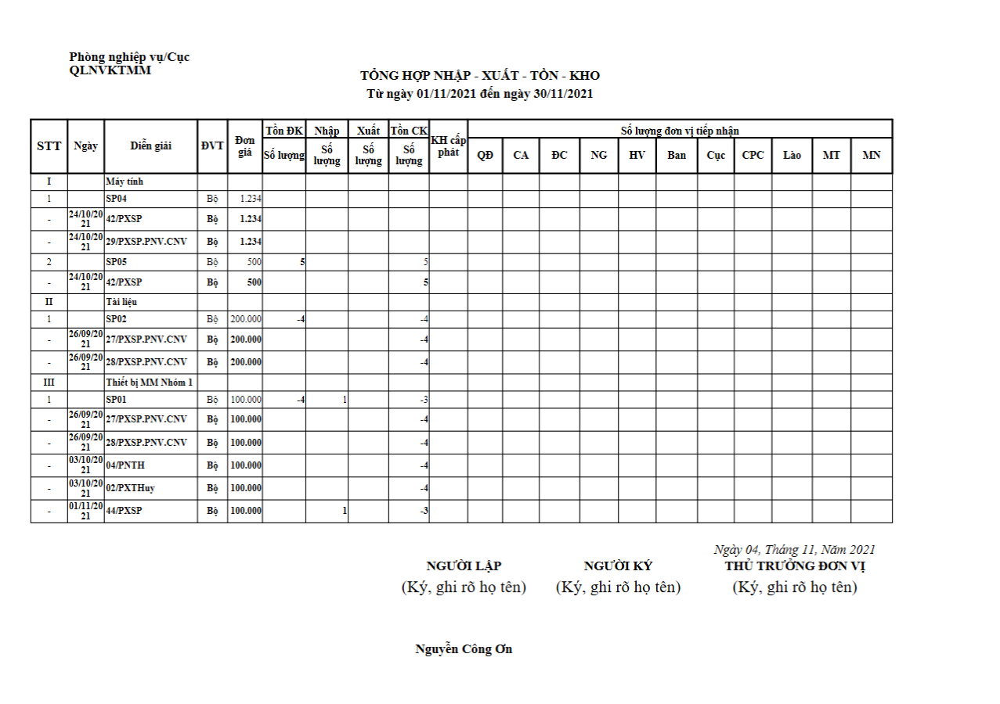 Phòng nghiệp vụ/Cục
QLNVKTMM
TỔNG HỢP NHẬP - XUẤT - TỒN - KHO
Từ ngày 01/11/2021 đến ngày 30/11/2021
STT Ngày Diễn giải ĐVT Đơn giá Tồn ĐK Nhập Xuất Tồn CK KH cấp phát Số lượng đơn vị tiếp nhận
Số lượng Số lượng Số lượng Số lượng QĐ CA ĐC NG HV Ban Cục CPC Lào MT MN
I Máy tính
1 SP04 Bộ 1.234
- 24/10/2021 42/PXSP Bộ 1.234
- 24/10/2021 29/PXSP.PNV.CNV Bộ 1.234
2 SP05 Bộ 500 5 5
- 24/10/2021 42/PXSP Bộ 500 5
II Tài liệu
1 SP02 Bộ 200.000 -4 -4
- 26/09/2021 27/PXSP.PNV.CNV Bộ 200.000 -4
- 26/09/2021 28/PXSP.PNV.CNV Bộ 200.000 -4
III Thiết bị MM Nhóm 1
1 SP01 Bộ 100.000 -4 1 -3
- 26/09/2021 27/PXSP.PNV.CNV Bộ 100.000 -4
- 26/09/2021 28/PXSP.PNV.CNV Bộ 100.000 -4
- 03/10/2021 04/PNTH Bộ 100.000 -4
- 03/10/2021 02/PXTHuy Bộ 100.000 -4
- 01/11/2021 44/PXSP Bộ 100.000 1 -3
Ngày 04, Tháng 11, Năm 2021
NGƯỜI LẬP NGƯỜI KÝ THỦ TRƯỞNG ĐƠN VỊ
(Ký, ghi rõ họ tên) (Ký, ghi rõ họ tên) (Ký, ghi rõ họ tên)
Nguyễn Công Ơn